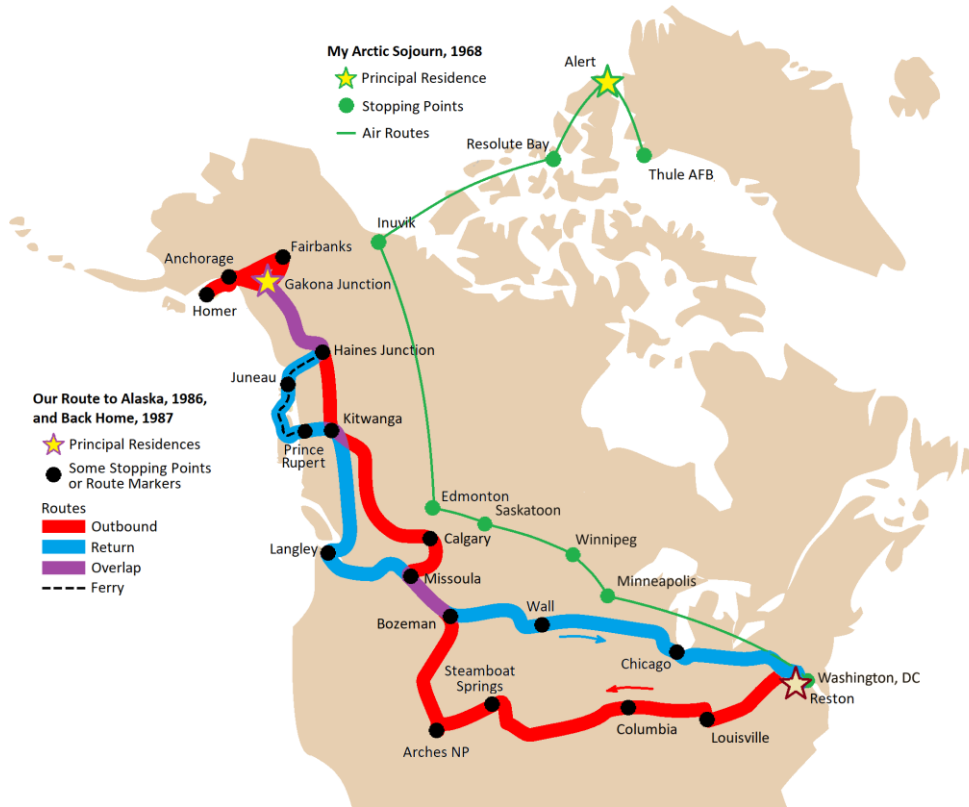 My Arctic Sojourn, 1968
Principal Residence
Stopping Points
Air Routes
Alert
Resolute Bay
Thule AFB
Inuvik
Fairbanks
Anchorage
Gakona Junction
Homer
Haines Junction
Juneau
Our Route to Alaska, 1986,
and Back Home, 1987
Kitwanga
Principal Residences
Prince
Rupert
Some Stopping Points
or Route Markers
Routes
Outbound
Return
Overlap
Ferry
Edmonton
Saskatoon
Calgary
Langley
Winnipeg
Missoula
Minneapolis
Wall
Bozeman
Chicago
Steamboat
Springs
Washington, DC
Reston
Columbia
Louisville
Arches NP